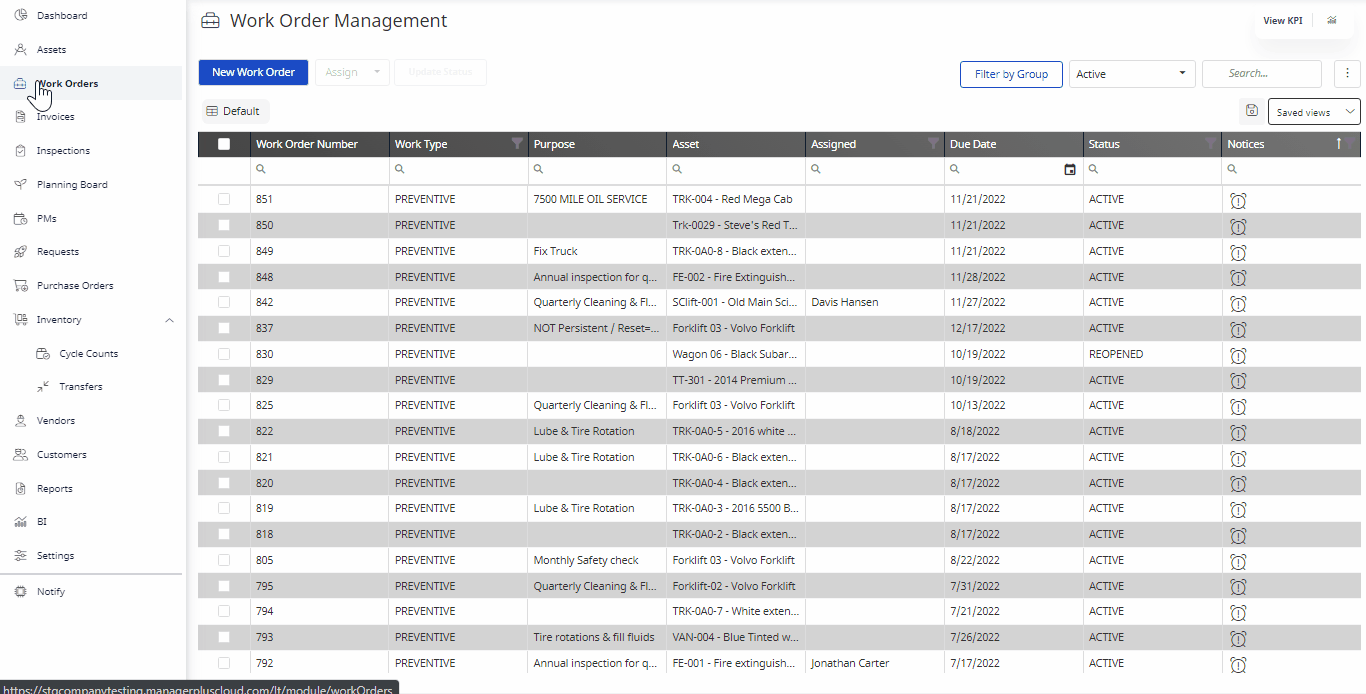 Dashboard
Assets
Work Orders
Invoices
Inspections
Planning Board
PMs
Requests
Purchase Orders
Inventory
Cycle Counts
Transfers
Vendors
Customers
Reports
BI
Settings
Notify
Work Order Management
View KPI
New Work Order Assign Update Status Filter by Group Active Search...
Default Saved views
Work Order Number Work Type Purpose Asset Assigned Due Date Status Notices
851 PREVENTIVE 7500 MILE OIL SERVICE TRK-004 - Red Mega Cab 11/21/2022 ACTIVE
850 PREVENTIVE Trk-0029 - Steve's Red T... 11/21/2022 ACTIVE
849 PREVENTIVE Fix Truck TRK-0A0-8 - Black exten... 11/21/2022 ACTIVE
848 PREVENTIVE Annual inspection for q... FE-002 - Fire Extinguish... 11/28/2022 ACTIVE
842 PREVENTIVE Quarterly Cleaning & Fl... SClift-001 - Old Main Sci... Davis Hansen 11/27/2022 ACTIVE
837 PREVENTIVE NOT Persistent / Reset=... Forklift 03 - Volvo Forklift 12/17/2022 ACTIVE
830 PREVENTIVE Wagon 06 - Black Subar... 10/19/2022 REOPENED
829 PREVENTIVE TT-301 - 2014 Premium ... 10/19/2022 ACTIVE
825 PREVENTIVE Quarterly Cleaning & Fl... Forklift 03 - Volvo Forklift 10/13/2022 ACTIVE
822 PREVENTIVE Lube & Tire Rotation TRK-0A0-5 - 2016 white ... 8/18/2022 ACTIVE
821 PREVENTIVE Lube & Tire Rotation TRK-0A0-6 - Black exten... 8/17/2022 ACTIVE
820 PREVENTIVE TRK-0A0-4 - Black exten... 8/17/2022 ACTIVE
819 PREVENTIVE Lube & Tire Rotation TRK-0A0-3 - 2016 5500 B... 8/17/2022 ACTIVE
818 PREVENTIVE TRK-0A0-2 - Black exten... 8/17/2022 ACTIVE
805 PREVENTIVE Monthly Safety check Forklift 03 - Volvo Forklift 8/22/2022 ACTIVE
795 PREVENTIVE Quarterly Cleaning & Fl... Forklift-02 - Volvo Forklift 7/31/2022 ACTIVE
794 PREVENTIVE TRK-0A0-7 - White exten... 7/21/2022 ACTIVE
793 PREVENTIVE Tire rotations & fill fluids VAN-004 - Blue Tinted w... 7/26/2022 ACTIVE
792 PREVENTIVE Annual inspection for q... FE-001 - Fire extinguish... Jonathan Carter 7/17/2022 ACTIVE
https://stgcompanytesting.managerpluscloud.com/lt/module/workOrders